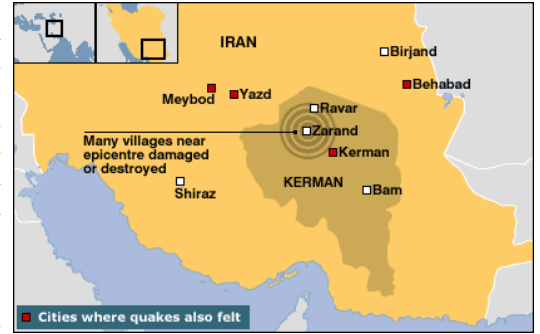 IRAN
Birjand
Behabad
Meybod
Yazd
Ravar
Zarand
Many villages near
epicentre damaged
or destroyed
Kerman
KERMAN
Bam
Shiraz
Cities where quakes also felt